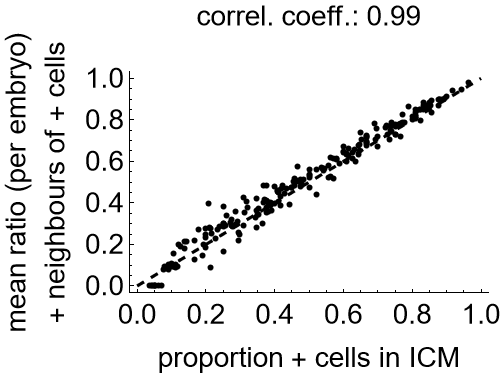 correl. coeff.: 0.99
mean ratio (per embryo)
+ neighbours of + cells
1.0
0.8
0.6
0.4
0.2
0.0
0.0 0.2 0.4 0.6 0.8 1.0
proportion + cells in ICM